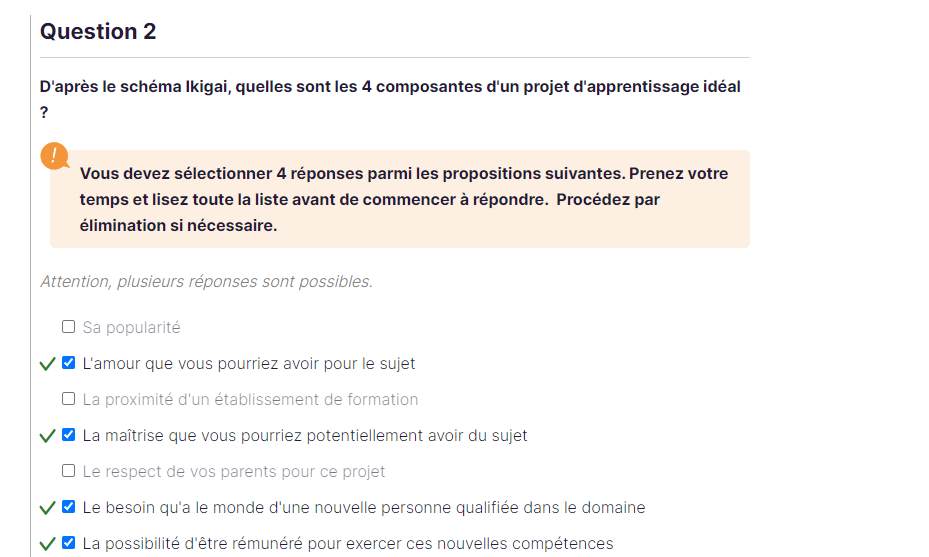 Question 2
D'après le schéma Ikigai, quelles sont les 4 composantes d'un projet d'apprentissage idéal
?
!
Vous devez sélectionner 4 réponses parmi les propositions suivantes. Prenez votre
temps et lisez toute la liste avant de commencer à répondre.  Procédez par
élimination si nécessaire.
Attention, plusieurs réponses sont possibles.
Sa popularité
L'amour que vous pourriez avoir pour le sujet
La proximité d'un établissement de formation
La maîtrise que vous pourriez potentiellement avoir du sujet
Le respect de vos parents pour ce projet
Le besoin qu'a le monde d'une nouvelle personne qualifiée dans le domaine
La possibilité d'être rémunéré pour exercer ces nouvelles compétences